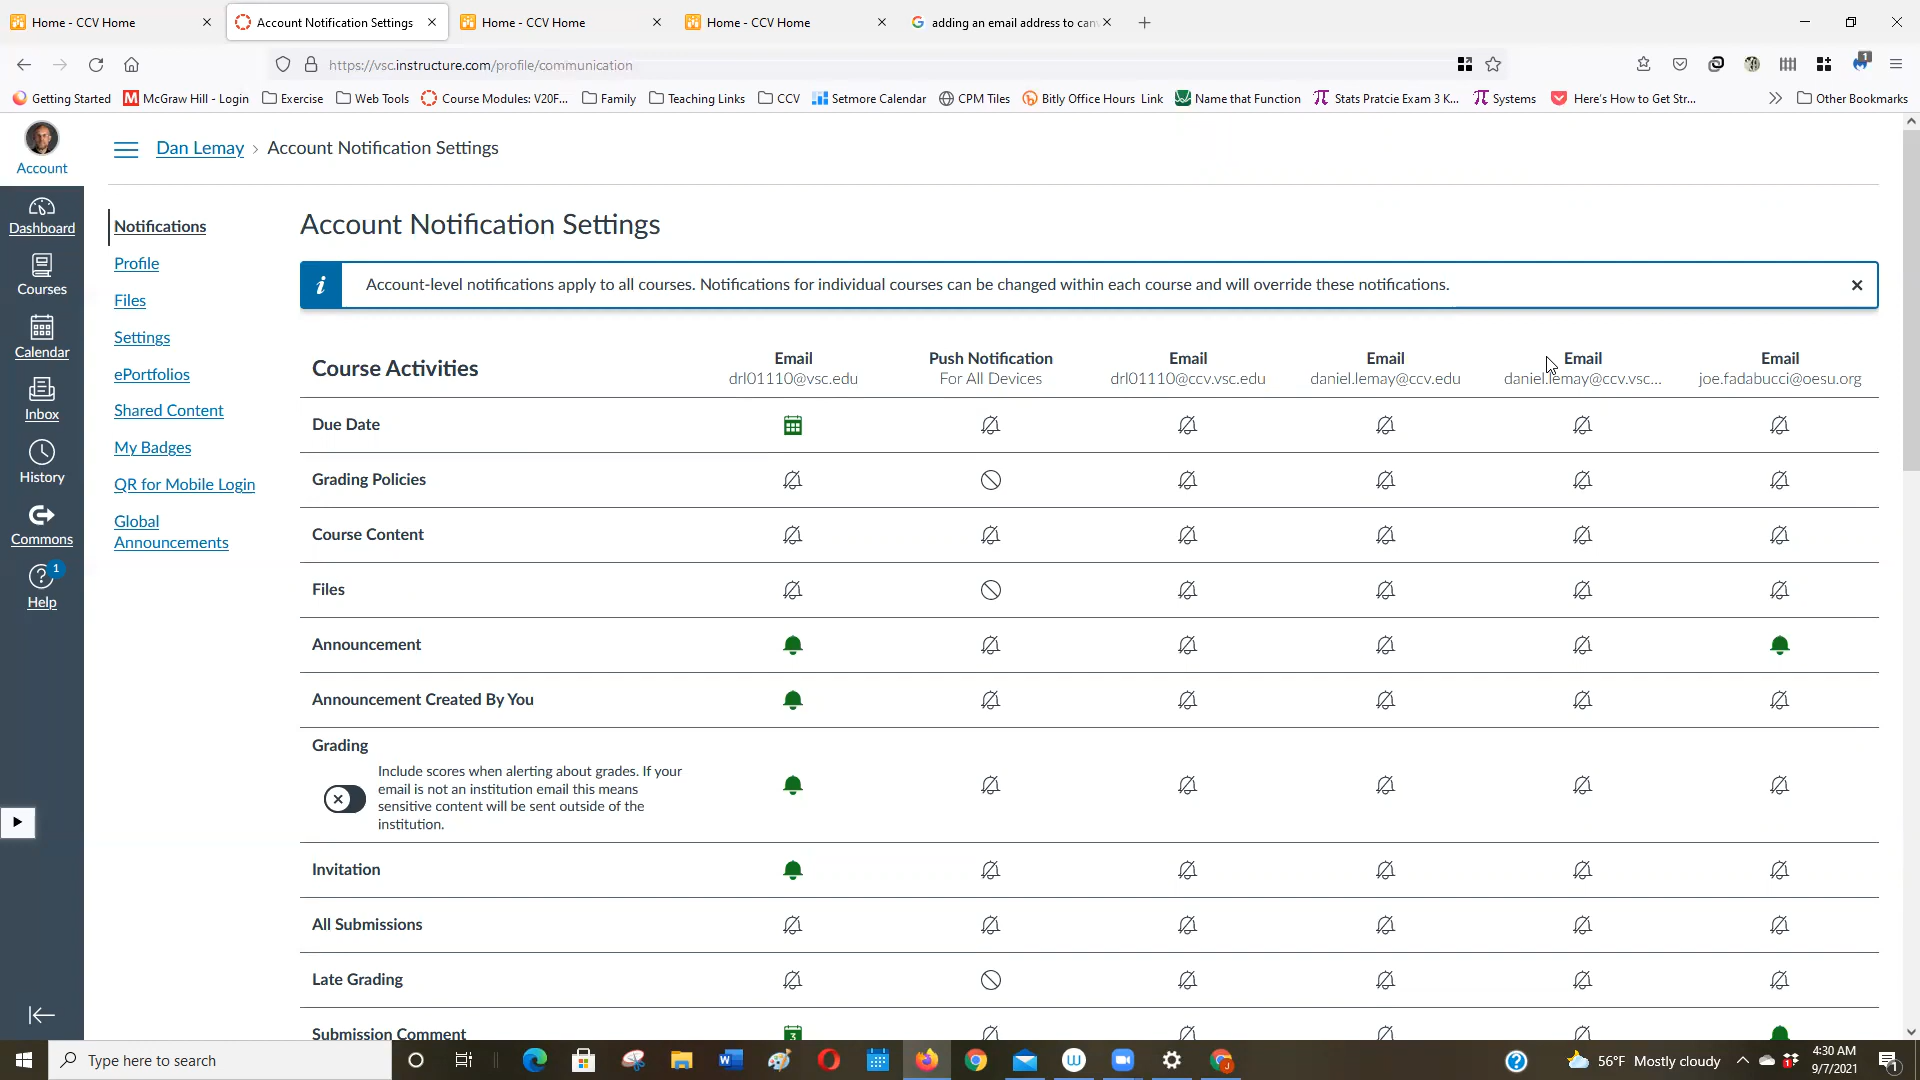 Home - CCV Home
Account Notification Settings
Home - CCV Home
Home - CCV Home
adding an email address to can
https://vsc.instructure.com/profile/communication
1
Getting Started
McGraw Hill - Login
Exercise
Web Tools
Course Modules: V20F...
Family
Teaching Links
CCV
Setmore Calendar
CPM Tiles
Bitly Office Hours Link
Name that Function
Stats Pratcie Exam 3 K...
Systems
Here's How to Get Str...
Other Bookmarks
Account
Dashboard
Courses
Calendar
Inbox
History
Commons
1
Help
Dan Lemay > Account Notification Settings
Notifications
Profile
Files
Settings
ePortfolios
Shared Content
My Badges
QR for Mobile Login
Global
Announcements
Account Notification Settings
i Account-level notifications apply to all courses. Notifications for individual courses can be changed within each course and will override these notifications.
Course Activities
Email
drl01110@vsc.edu
Push Notification
For All Devices
Email
drl01110@ccv.vsc.edu
Email
daniel.lemay@ccv.edu
Email
daniel.lemay@ccv.vsc...
Email
joe.fadabucci@oesu.org
Due Date
Grading Policies
Course Content
Files
Announcement
Announcement Created By You
Grading
Include scores when alerting about grades. If your
email is not an institution email this means
sensitive content will be sent outside of the
institution.
Invitation
All Submissions
Late Grading
Submission Comment
Type here to search
56°F Mostly cloudy
4:30 AM
9/7/2021
1